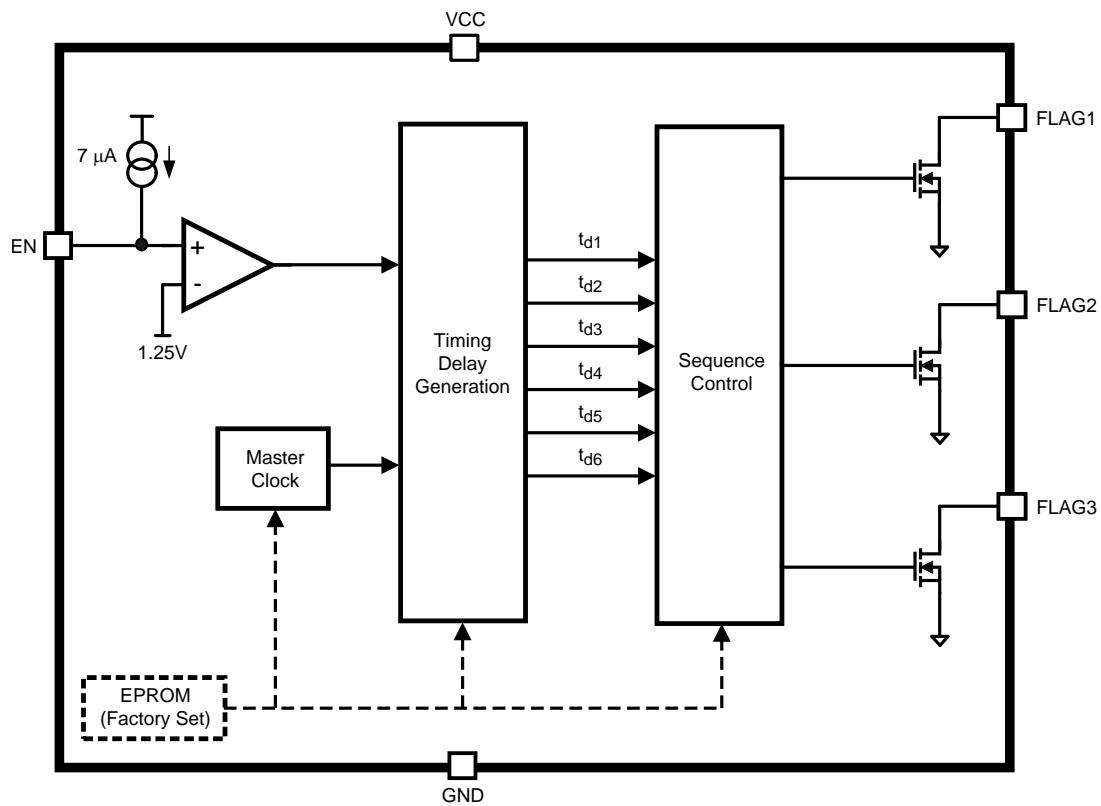 VCC
FLAG1
7 μA
EN
+
-
1.25V
td1
td2
td3
td4
td5
td6
Timing
Delay
Generation
Sequence
Control
FLAG2
Master
Clock
FLAG3
EPROM
(Factory Set)
GND